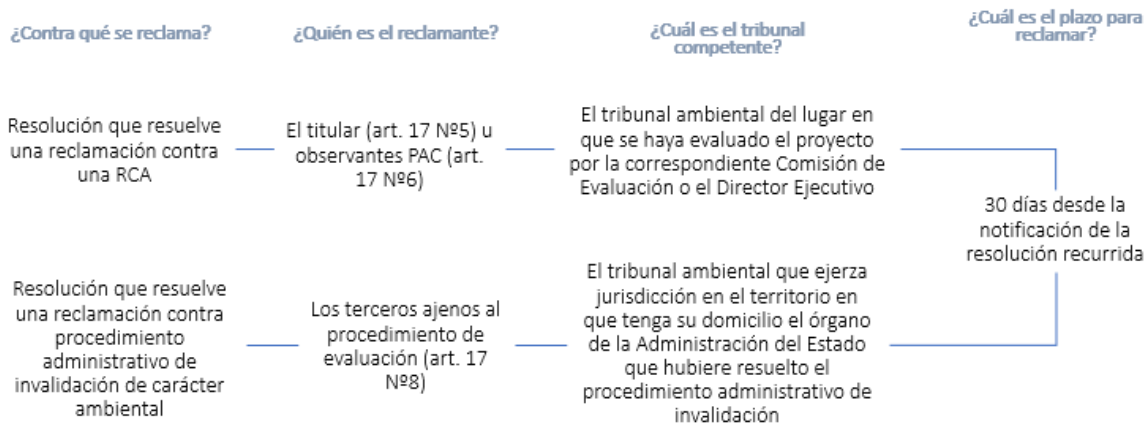 ¿Contra qué se reclama?
¿Quién es el reclamante?
¿Cuál es el tribunal
competente?
¿Cuál es el plazo para
reclamar?
Resolución que resuelve
una reclamación contra
una RCA
El titular (art. 17 Nº5) u
observantes PAC (art.
17 Nº6)
El tribunal ambiental del lugar en
que se haya evaluado el proyecto
por la correspondiente Comisión de
Evaluación o el Director Ejecutivo
30 días desde la
notificación de la
resolución recurrida
Resolución que resuelve
una reclamación contra
procedimiento
administrativo de
invalidación de carácter
ambiental
Los terceros ajenos al
procedimiento de
evaluación (art. 17
Nº8)
El tribunal ambiental que ejerza
jurisdicción en el territorio en
que tenga su domicilio el órgano
de la Administración del Estado
que hubiere resuelto el
procedimiento administrativo de
invalidación